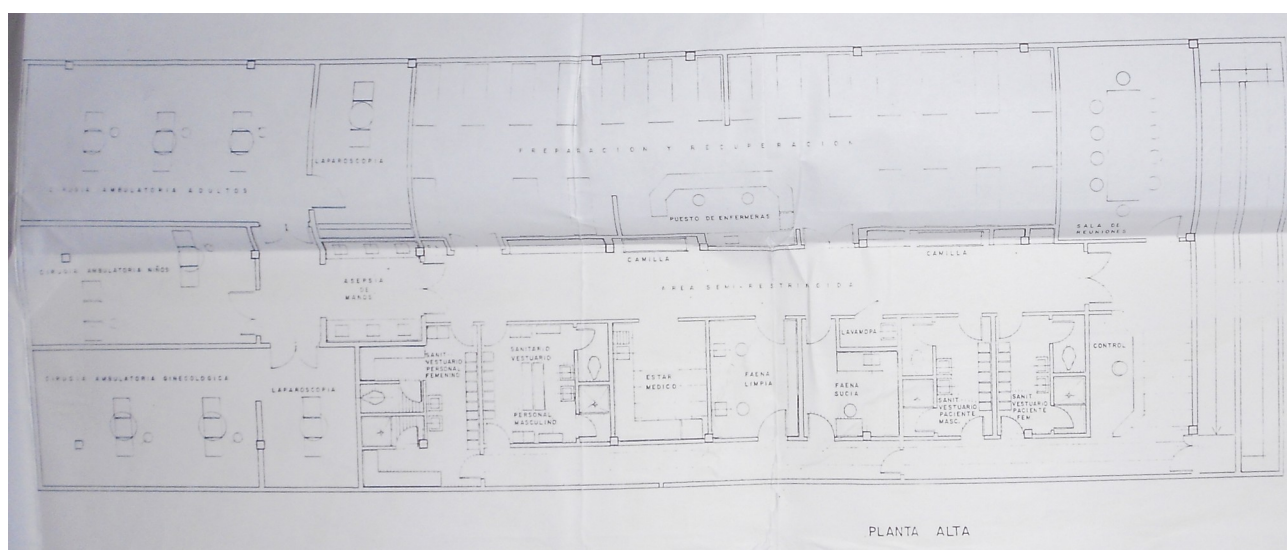 LAPAROSCOPIA
CIRUGIA AMBULATORIA ADULTOS
PREPARACION Y RECUPERACION
PUESTO DE ENFERMERAS
SALA DE
REUNIONES
CIRUGIA AMBULATORIA NIÑOS
ASEPSIA
DE
MANOS
CAMILLA
CAMILLA
AREA SEMI-RESTRINGIDA
CIRUGIA AMBULATORIA GINECOLOGICA
LAPAROSCOPIA
SANIT.
VESTUARIO
PERSONAL
FEMENINO
SANITARIO
VESTUARIO
PERSONAL
MASCULINO
ESTAR
MEDICO
FAENA
LIMPIA
LAVAMOPA
FAENA
SUCIA
SANIT.
VESTUARIO
PACIENTE
MASC.
SANIT.
VESTUARIO
PACIENTE
FEM.
CONTROL
PLANTA ALTA